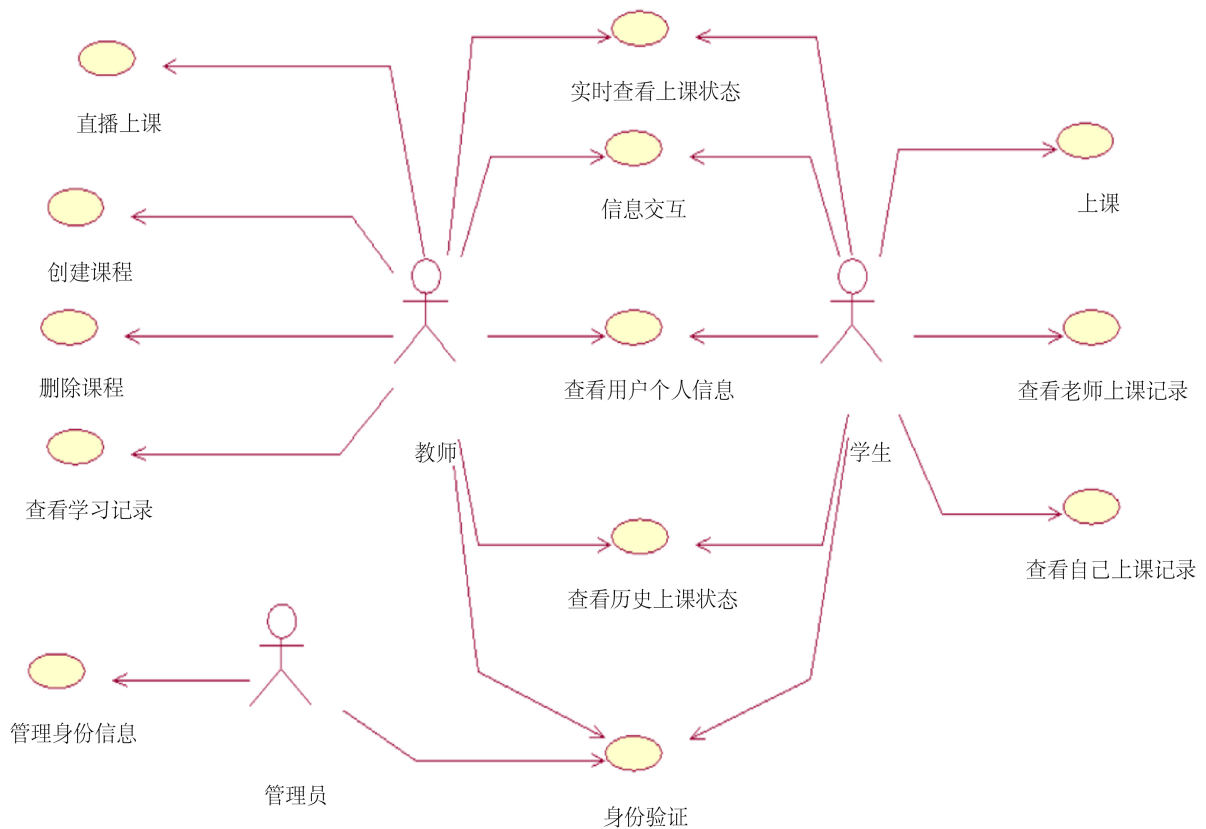 实时查看上课状态
直播上课
信息交互
上课
创建课程
删除课程
查看用户个人信息
查看老师上课记录
教师
学生
查看学习记录
查看自己上课记录
查看历史上课状态
管理身份信息
管理员
身份验证